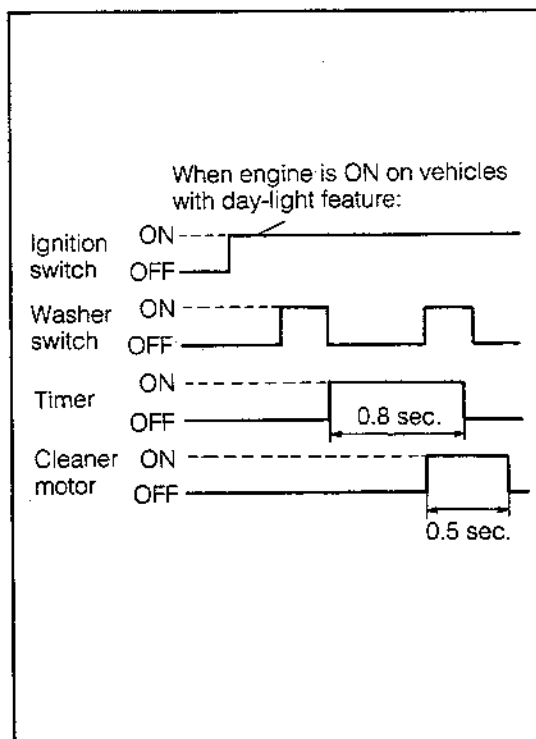 When engine is ON on vehicles
with day-light feature:
Ignition
switch
ON
OFF
Washer
switch
ON
OFF
Timer
ON
OFF
0.8 sec.
Cleaner
motor
ON
OFF
0.5 sec.